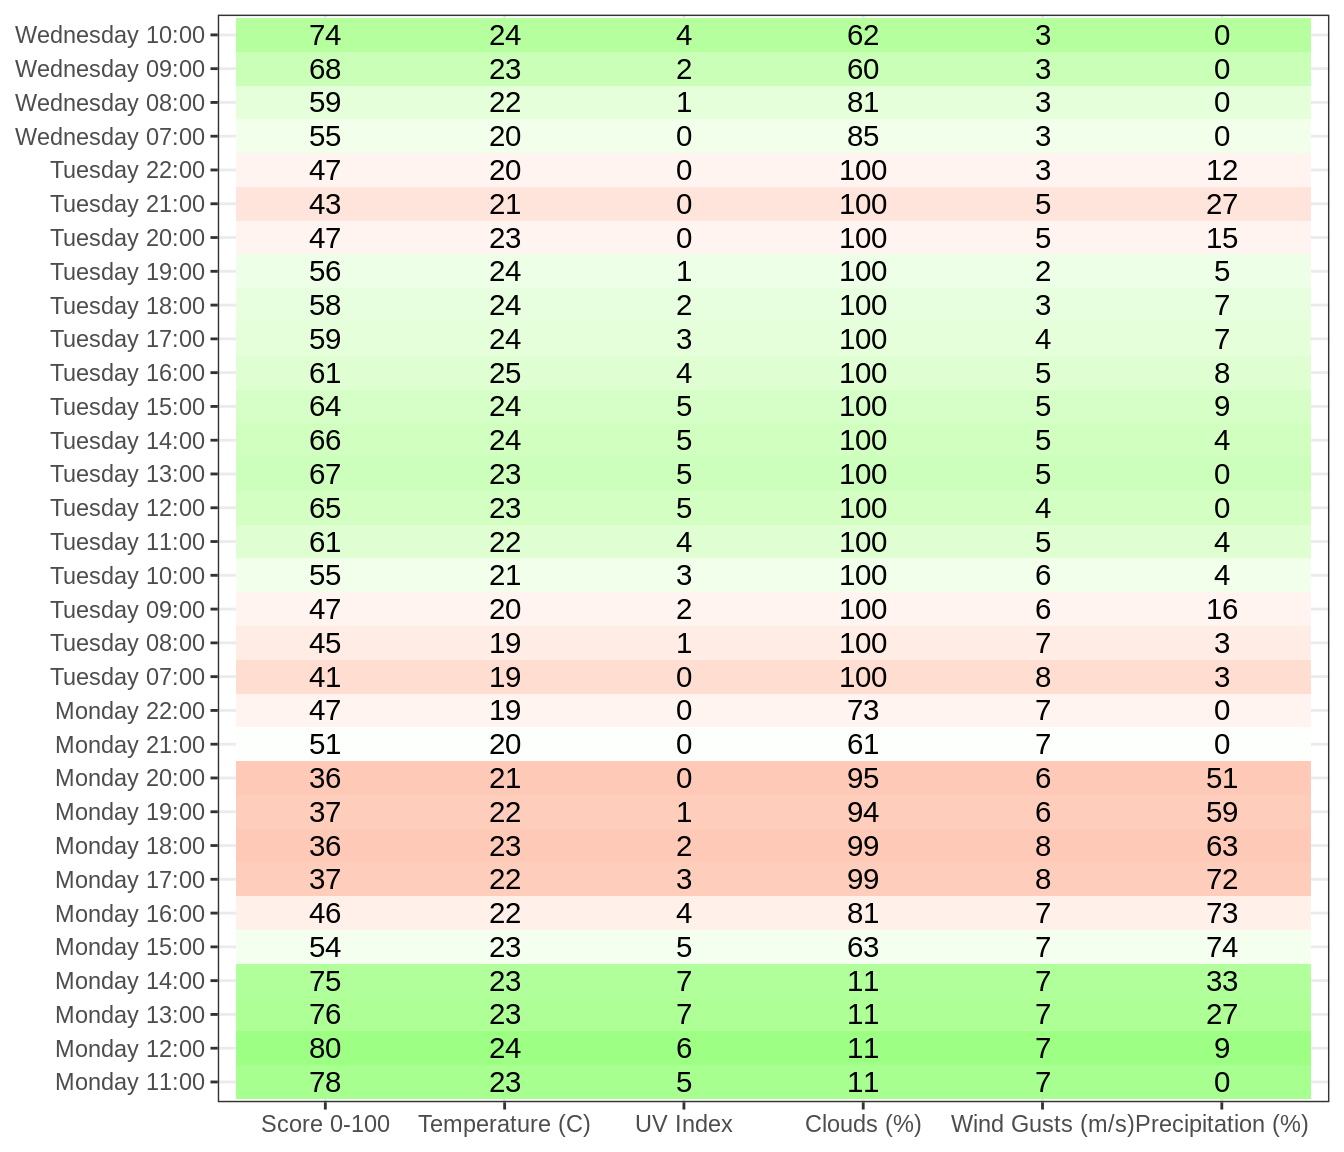 Wednesday 10:00 74 24 4 62 3 0
Wednesday 09:00 68 23 2 60 3 0
Wednesday 08:00 59 22 1 81 3 0
Wednesday 07:00 55 20 0 85 3 0
Tuesday 22:00 47 20 0 100 3 12
Tuesday 21:00 43 21 0 100 5 27
Tuesday 20:00 47 23 0 100 5 15
Tuesday 19:00 56 24 1 100 2 5
Tuesday 18:00 58 24 2 100 3 7
Tuesday 17:00 59 24 3 100 4 7
Tuesday 16:00 61 25 4 100 5 8
Tuesday 15:00 64 24 5 100 5 9
Tuesday 14:00 66 24 5 100 5 4
Tuesday 13:00 67 23 5 100 5 0
Tuesday 12:00 65 23 5 100 4 0
Tuesday 11:00 61 22 4 100 5 4
Tuesday 10:00 55 21 3 100 6 4
Tuesday 09:00 47 20 2 100 6 16
Tuesday 08:00 45 19 1 100 7 3
Tuesday 07:00 41 19 0 100 8 3
Monday 22:00 47 19 0 73 7 0
Monday 21:00 51 20 0 61 7 0
Monday 20:00 36 21 0 95 6 51
Monday 19:00 37 22 1 94 6 59
Monday 18:00 36 23 2 99 8 63
Monday 17:00 37 22 3 99 8 72
Monday 16:00 46 22 4 81 7 73
Monday 15:00 54 23 5 63 7 74
Monday 14:00 75 23 7 11 7 33
Monday 13:00 76 23 7 11 7 27
Monday 12:00 80 24 6 11 7 9
Monday 11:00 78 23 5 11 7 0
Score 0-100 Temperature (C) UV Index Clouds (%) Wind Gusts (m/s) Precipitation (%)